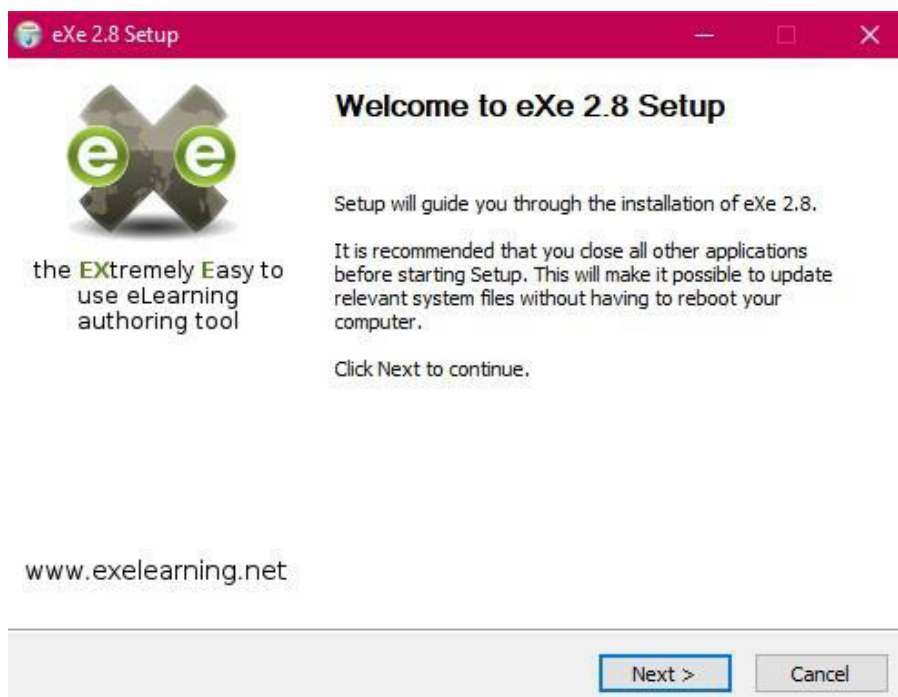 eXe 2.8 Setup
e e
the EXtremely Easy to
use eLearning
authoring tool
www.exelearning.net
Welcome to eXe 2.8 Setup
Setup will guide you through the installation of eXe 2.8.
It is recommended that you close all other applications
before starting Setup. This will make it possible to update
relevant system files without having to reboot your
computer.
Click Next to continue.
Next >
Cancel